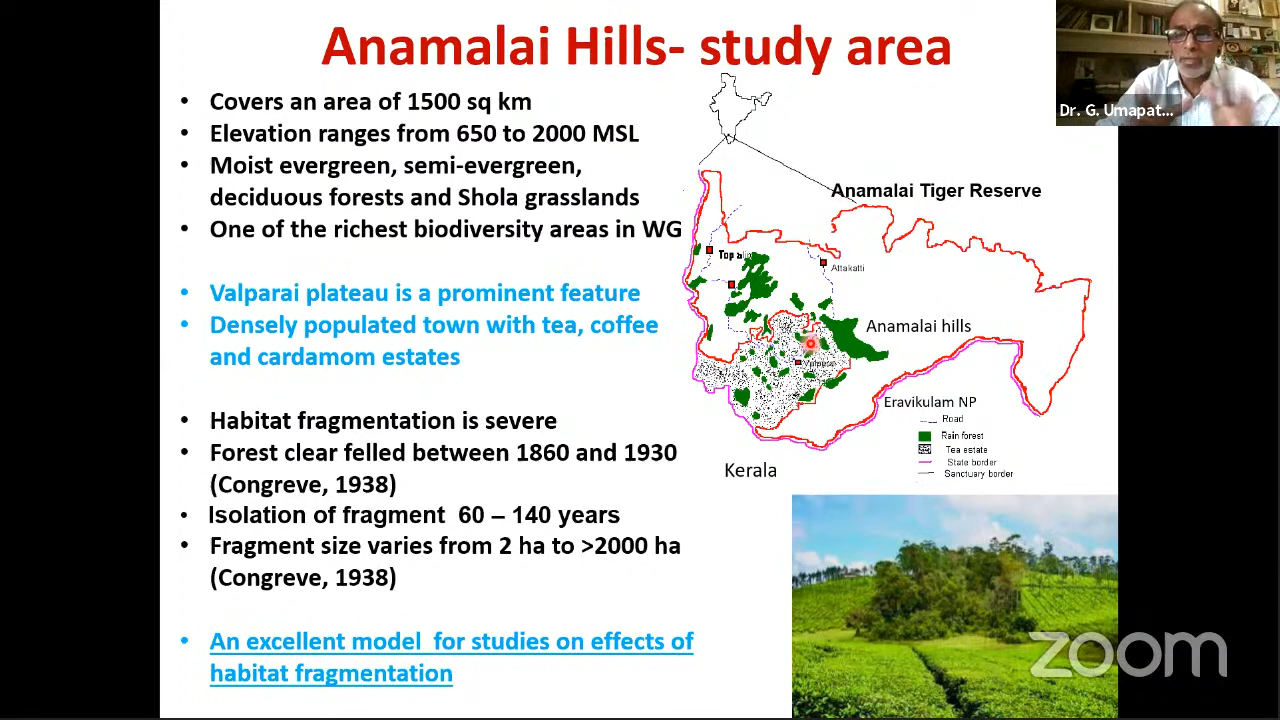 Anamalai Hills- study area
• Covers an area of 1500 sq km
• Elevation ranges from 650 to 2000 MSL
• Moist evergreen, semi-evergreen,
deciduous forests and Shola grasslands
• One of the richest biodiversity areas in WG
• Valparai plateau is a prominent feature
• Densely populated town with tea, coffee
and cardamom estates
• Habitat fragmentation is severe
• Forest clear felled between 1860 and 1930
(Congreve, 1938)
• Isolation of fragment 60 – 140 years
• Fragment size varies from 2 ha to >2000 ha
(Congreve, 1938)
• An excellent model for studies on effects of
habitat fragmentation
Dr. G. Umapat...
Anamalai Tiger Reserve
Attakatti
Anamalai hills
Eravikulam NP
Road
Rain forest
Tea estate
State border
Sanctuary border
Kerala
zoom